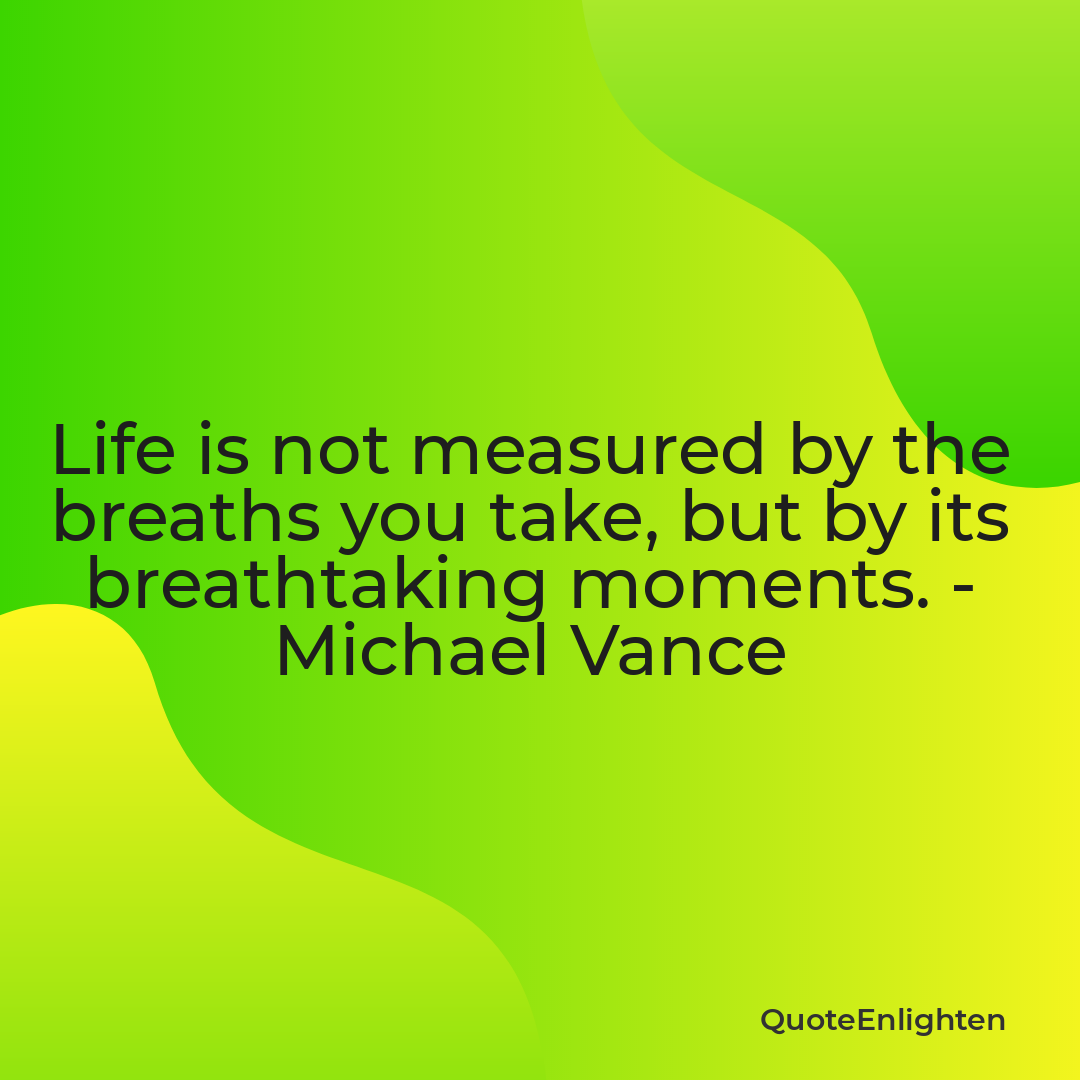 Life is not measured by the
breaths you take, but by its
breathtaking moments. -
Michael Vance
QuoteEnlighten